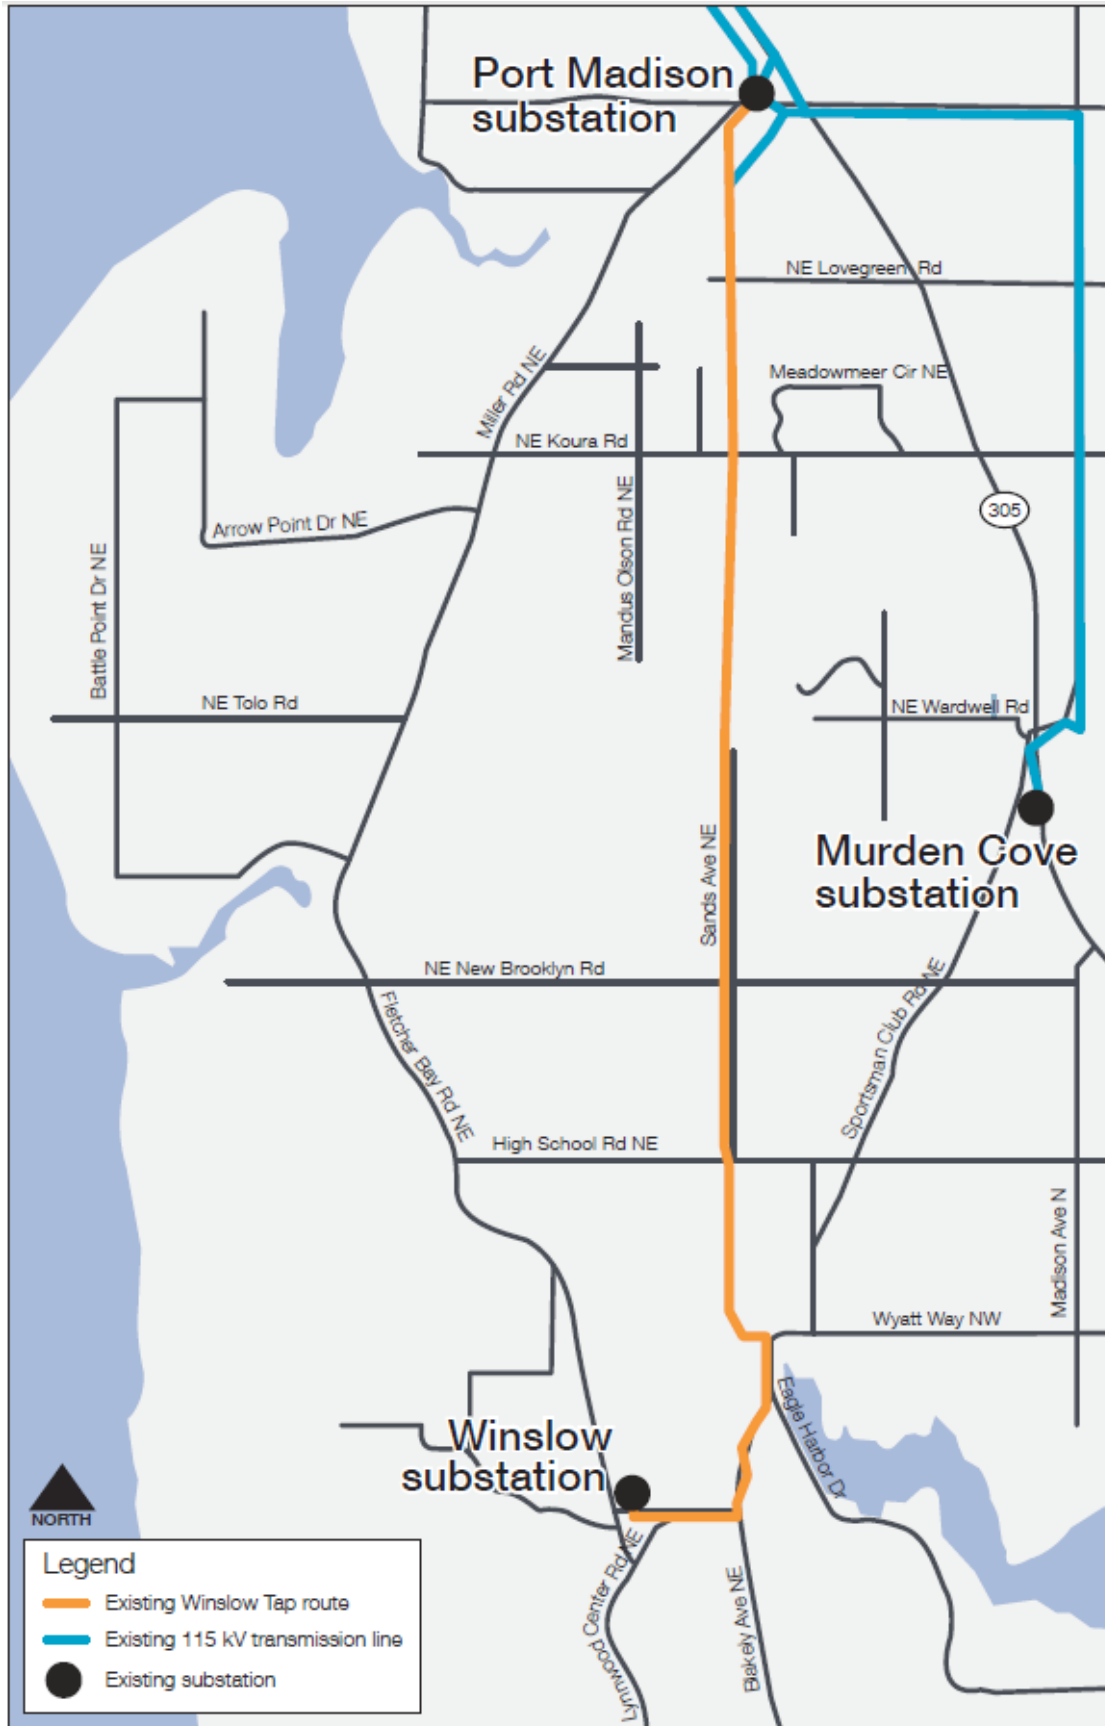 Port Madison
substation
NE Lovegreen Rd
Meadowmeer Cir NE
Miller Rd NE
NE Koura Rd
Mandus Olson Rd NE
305
Arrow Point Dr NE
Battle Point Dr NE
NE Tolo Rd
NE Wardwell Rd
Murden Cove
substation
Sands Ave NE
NE New Brooklyn Rd
Fletcher Bay Rd NE
Sportsman Club Rd NE
High School Rd NE
Madison Ave N
Wyatt Way NW
Eagle Harbor Dr
Winslow
substation
Lynnwood Center Rd NE
Blakely Ave NE
NORTH
Legend
Existing Winslow Tap route
Existing 115 kV transmission line
Existing substation